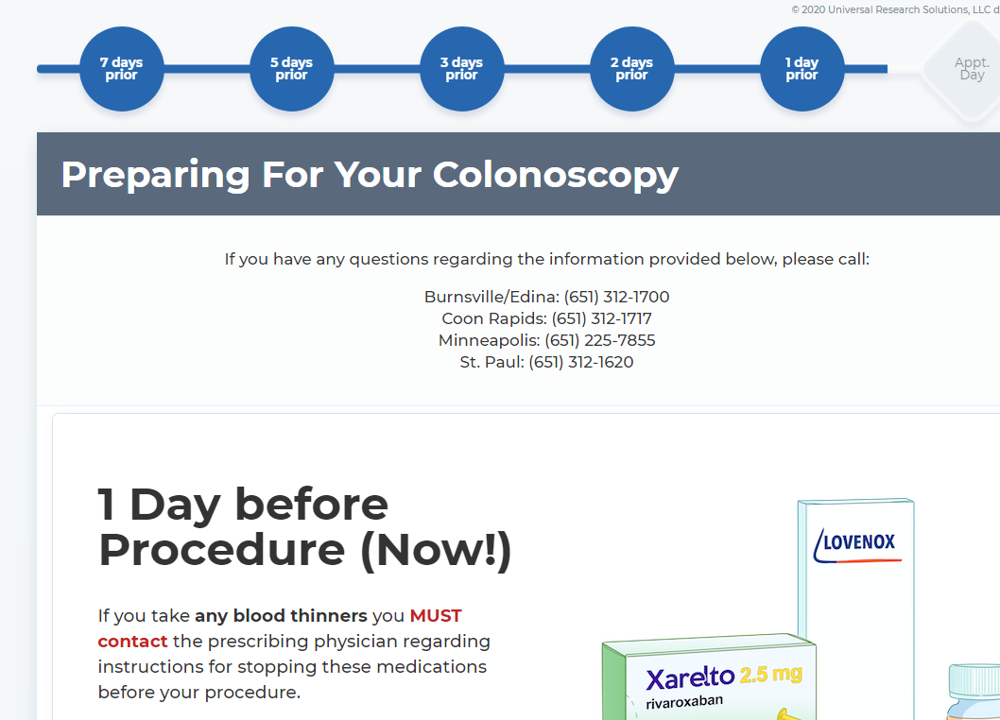 © 2020 Universal Research Solutions, LLC d
7 days
prior
5 days
prior
3 days
prior
2 days
prior
1 day
prior
Appt.
Day
Preparing For Your Colonoscopy
If you have any questions regarding the information provided below, please call:
Burnsville/Edina: (651) 312-1700
Coon Rapids: (651) 312-1717
Minneapolis: (651) 225-7855
St. Paul: (651) 312-1620
1 Day before
Procedure (Now!)
If you take any blood thinners you MUST
contact the prescribing physician regarding
instructions for stopping these medications
before your procedure.
LOVENOX
Xarelto 2.5 mg
rivaroxaban